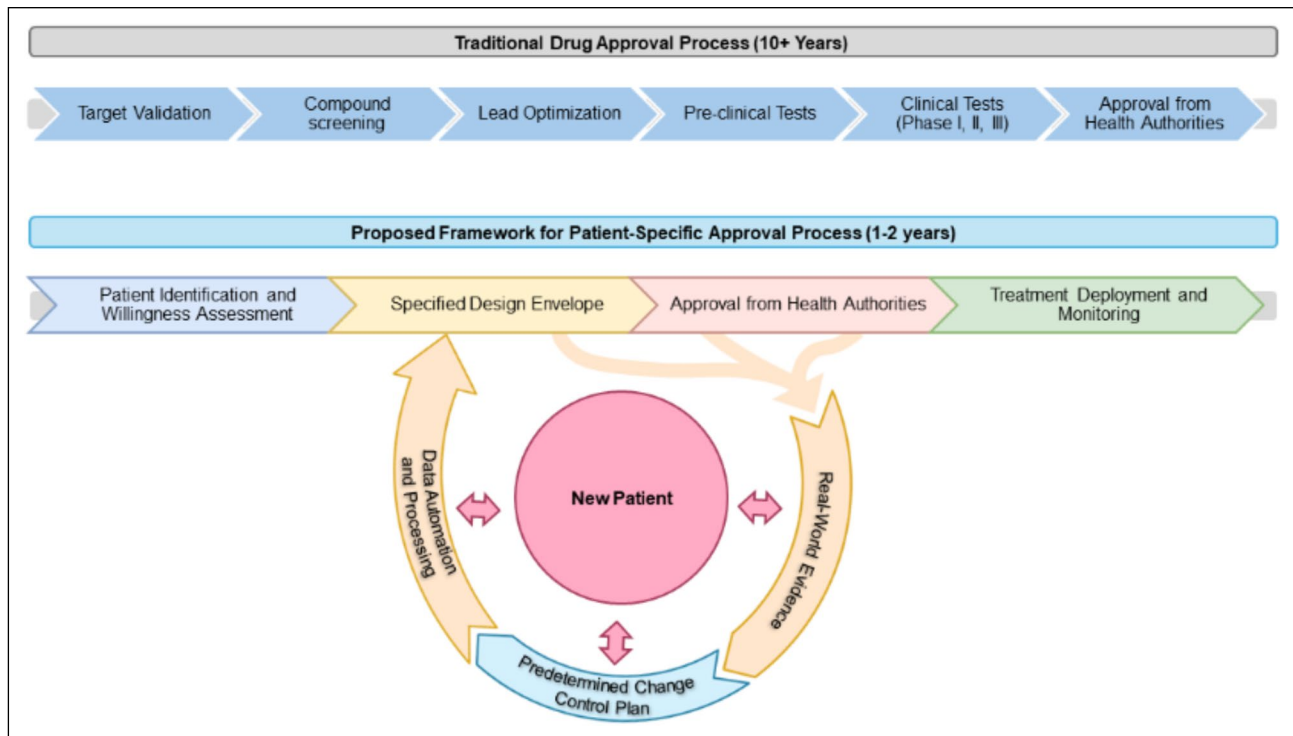 Traditional Drug Approval Process (10+ Years)
Target Validation
Compound
screening
Lead Optimization
Pre-clinical Tests
Clinical Tests
(Phase I, II, III)
Approval from
Health Authorities
Proposed Framework for Patient-Specific Approval Process (1-2 years)
Patient Identification and
Willingness Assessment
Specified Design Envelope
Approval from Health Authorities
Treatment Deployment and
Monitoring
New Patient
Real-World Evidence
Predetermined Change
Control Plan
Data Automation
and Processing